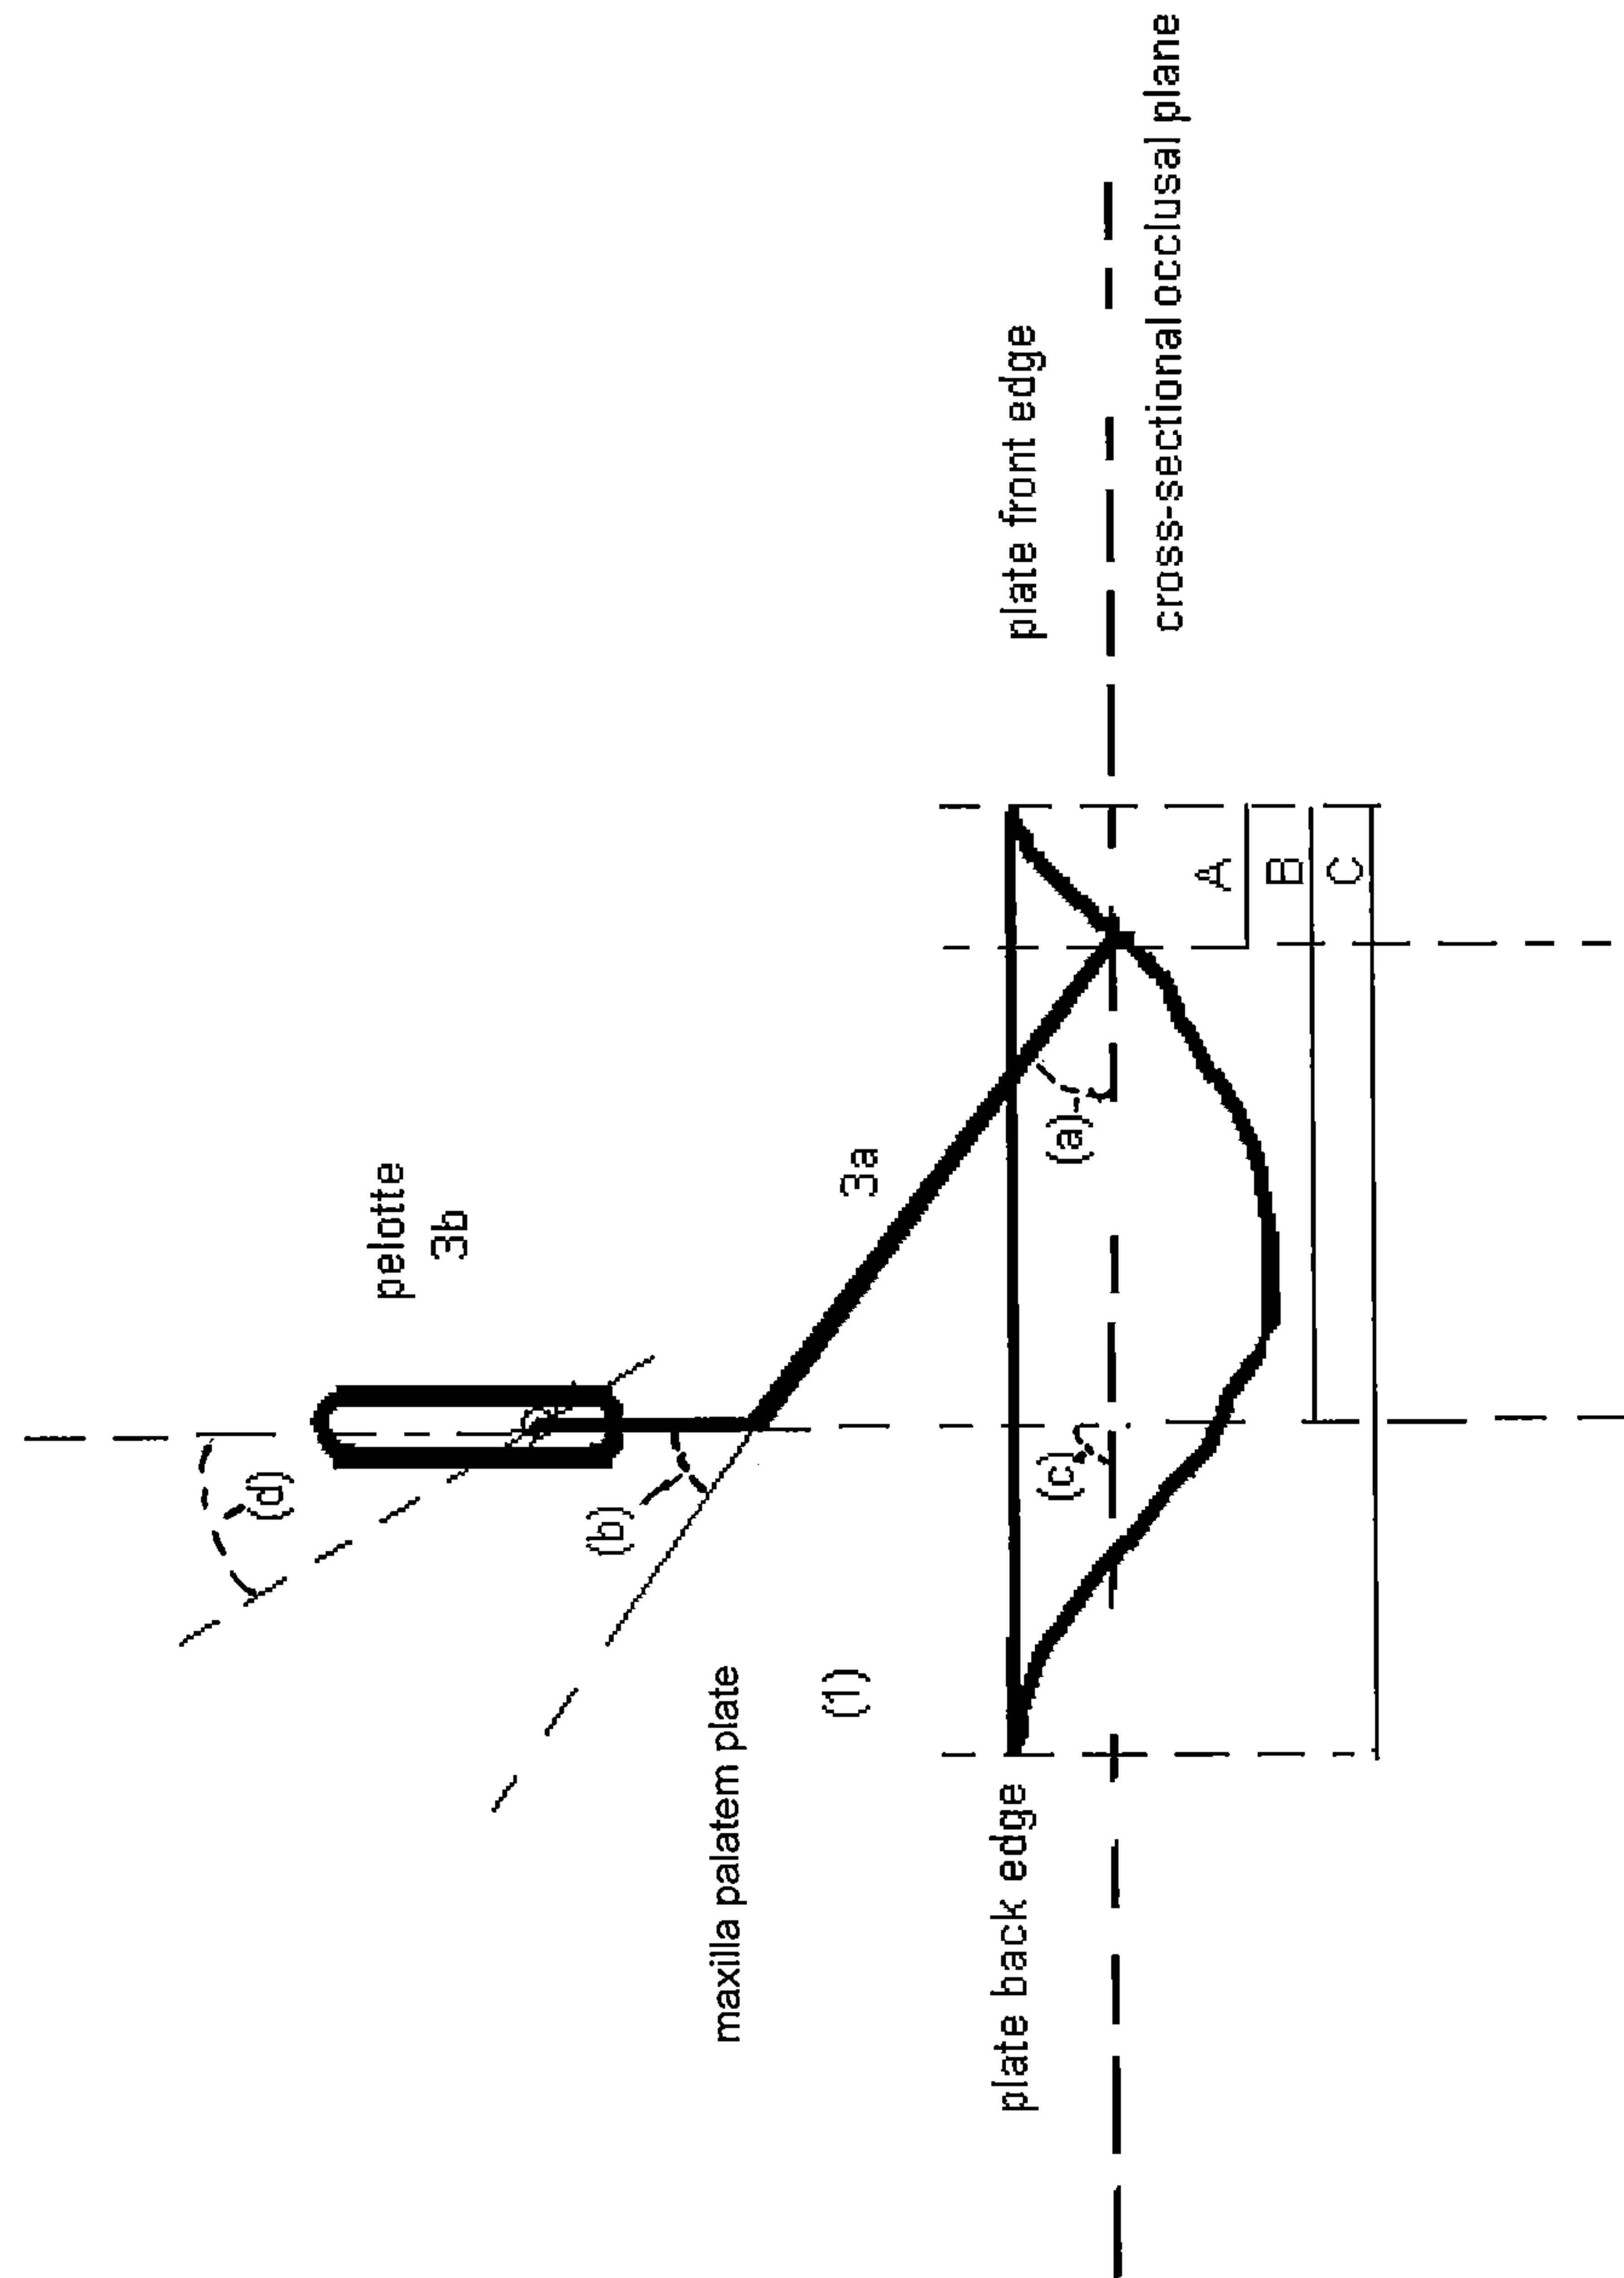 (d)
pelotte
3b
(b)
maxilla palatem plate
(1)
3a
plate back edge
(c)
(a)
plate front edge
cross-sectional occlusal plane
A
B
C